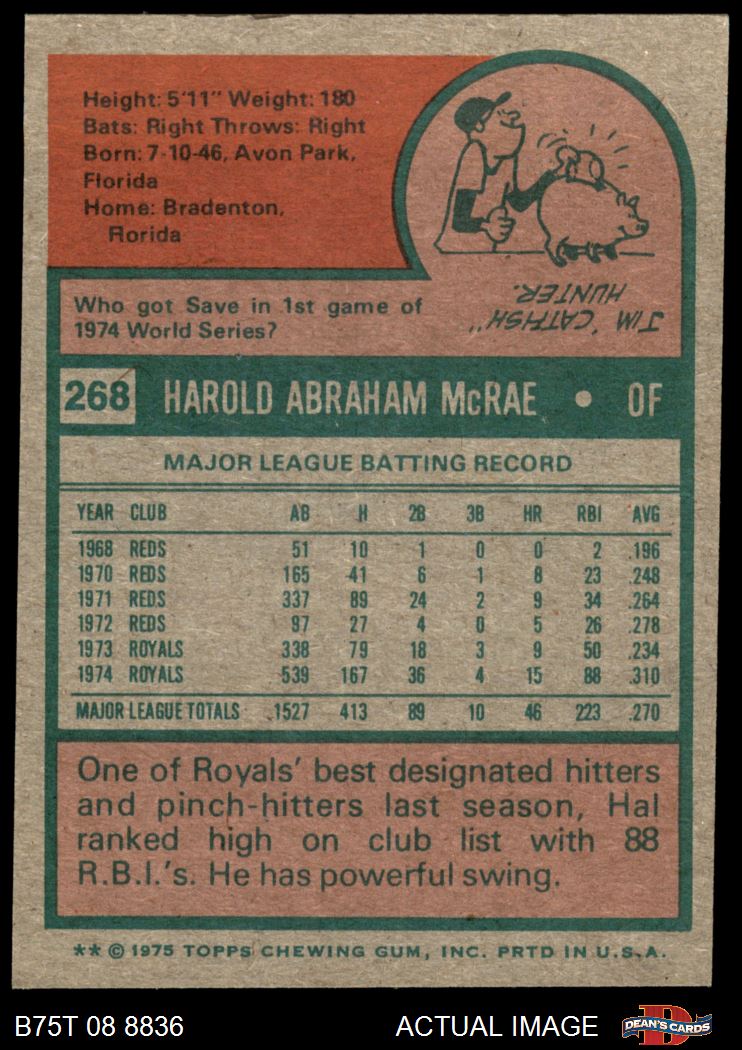 Height: 5'11" Weight: 180
Bats: Right Throws: Right
Born: 7-10-46, Avon Park,
Florida
Home: Bradenton,
Rorida
Who got Save in 1st game of
1974 World Series?
JIM "CATFISH"
HUNTER.
268 HAROLD ABRAHAM McRAE • OF
MAJOR LEAGUE BATTING RECORD
YEAR CLUB AB H 2B 3B HR RBI AVG
1968 REDS 51 10 1 0 0 2 .196
1970 REDS 165 41 6 1 8 23 .248
1971 REDS 337 89 24 2 9 34 .264
1972 REDS 97 27 4 0 5 26 .278
1973 ROYALS 338 79 18 3 9 50 .234
1974 ROYALS 539 167 36 4 15 88 .310
MAJOR LEAGUE TOTALS 1527 413 89 10 46 223 .270
One of Royals' best designated hitters
and pinch-hitters last season, Hal
ranked high on club list with 88
R.B.I.'s. He has powerful swing.
** © 1975 TOPPS CHEWING GUM, INC. PRTD IN U.S.A.
B75T 08 8836 ACTUAL IMAGE
D
DEAN'S CARDS